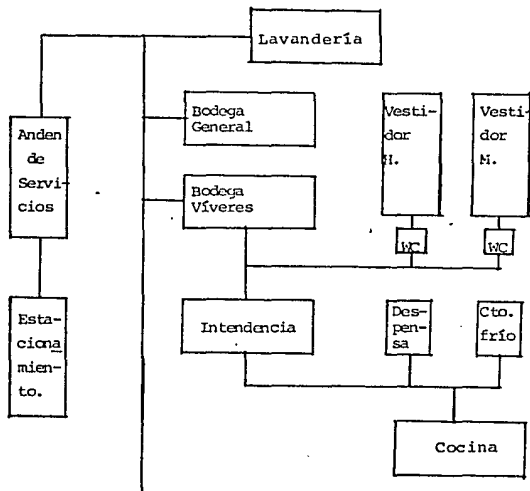 Lavandería
Bodega
General
Vesti-
dor
H.
Vesti-
dor
M.
Anden
de
Servi-
cios
Bodega
Víveres
WC
WC
Esta-
ciona
mien-
to.
Intendencia
Des-
pen-
sa
Cto.
frío
Cocina